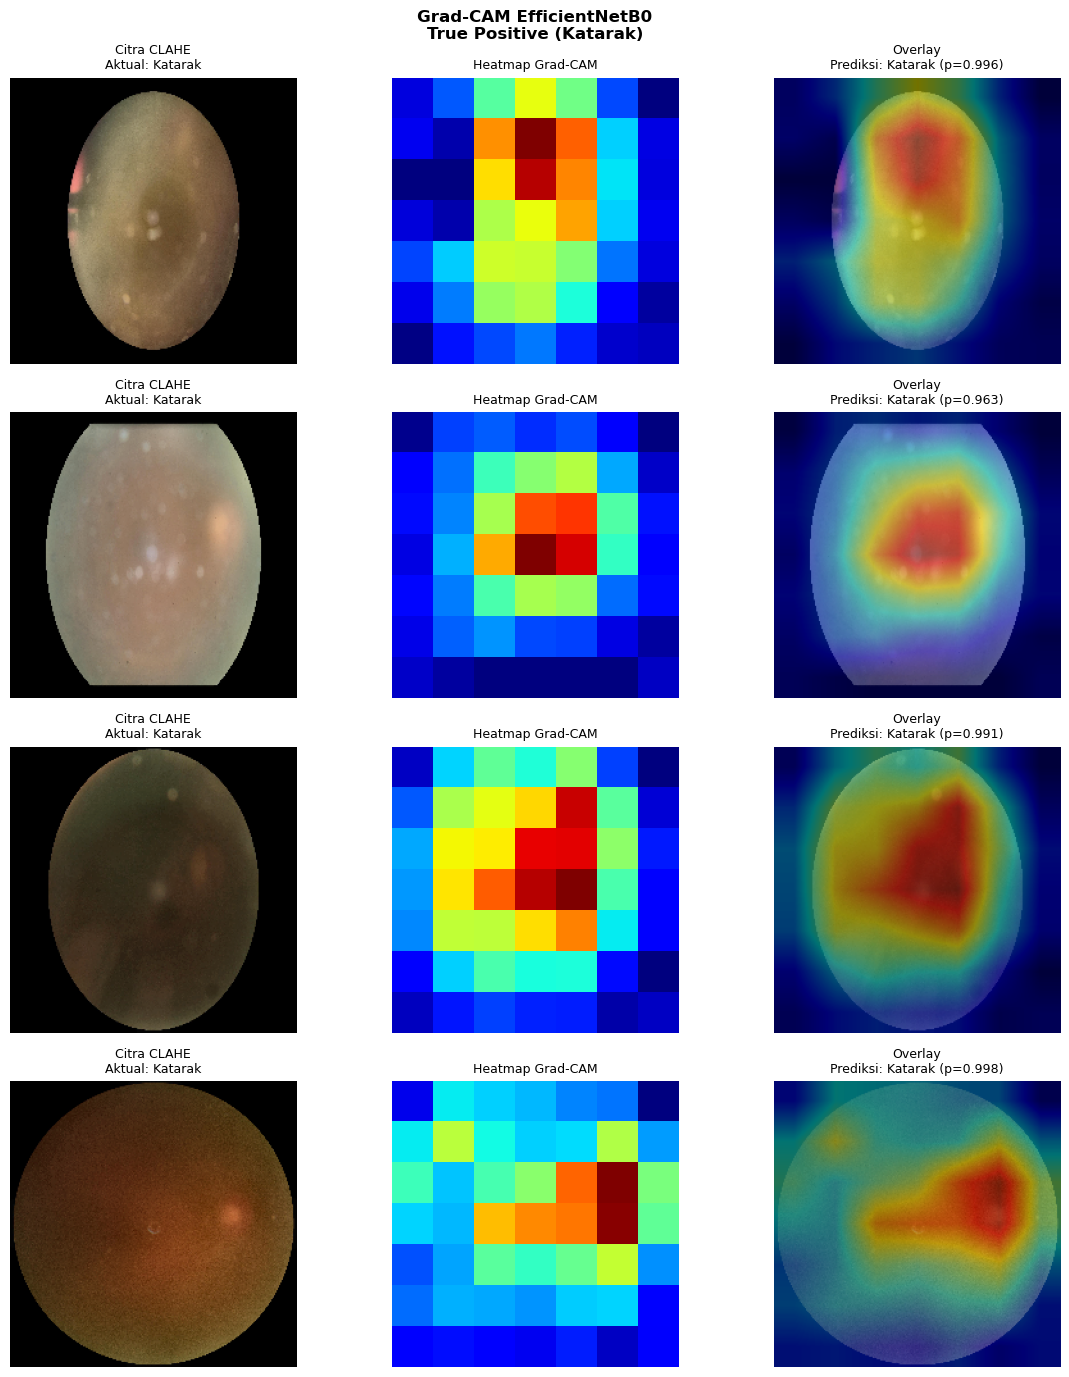 Grad-CAM EfficientNetB0
True Positive (Katarak)
Citra CLAHE
Aktual: Katarak
Heatmap Grad-CAM
Overlay
Prediksi: Katarak (p=0.996)
Citra CLAHE
Aktual: Katarak
Heatmap Grad-CAM
Overlay
Prediksi: Katarak (p=0.963)
Citra CLAHE
Aktual: Katarak
Heatmap Grad-CAM
Overlay
Prediksi: Katarak (p=0.991)
Citra CLAHE
Aktual: Katarak
Heatmap Grad-CAM
Overlay
Prediksi: Katarak (p=0.998)